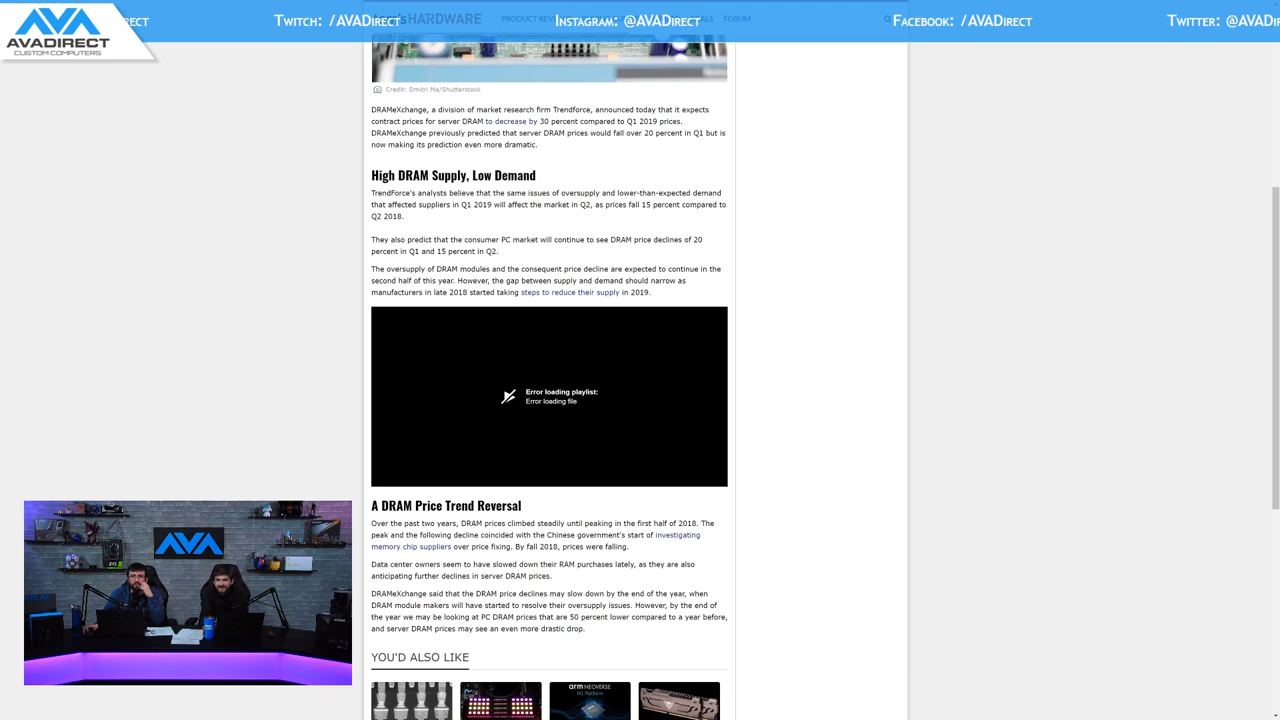 AVADIRECT
CUSTOM COMPUTERS
RECT
TWITCH: /AVADIRECT
INSTAGRAM: @AVADIRECT
FACEBOOK: /AVADIRECT
TWITTER: @AVADI
HARDWARE
PRODUCT REV
ALS
FORUM
Credit: Dmitri Ma/Shutterstock
DRAMeXchange, a division of market research firm Trendforce, announced today that it expects
contract prices for server DRAM to decrease by 30 percent compared to Q1 2019 prices.
DRAMeXchange previously predicted that server DRAM prices would fall over 20 percent in Q1 but is
now making its prediction even more dramatic.
High DRAM Supply, Low Demand
TrendForce's analysts believe that the same issues of oversupply and lower-than-expected demand
that affected suppliers in Q1 2019 will affect the market in Q2, as prices fall 15 percent compared to
Q2 2018.
They also predict that the consumer PC market will continue to see DRAM price declines of 20
percent in Q1 and 15 percent in Q2.
The oversupply of DRAM modules and the consequent price decline are expected to continue in the
second half of this year. However, the gap between supply and demand should narrow as
manufacturers in late 2018 started taking steps to reduce their supply in 2019.
Error loading playlist:
Error loading file
A DRAM Price Trend Reversal
Over the past two years, DRAM prices climbed steadily until peaking in the first half of 2018. The
peak and the following decline coincided with the Chinese government's start of investigating
memory chip suppliers over price fixing. By fall 2018, prices were falling.
Data center owners seem to have slowed down their RAM purchases lately, as they are also
anticipating further declines in server DRAM prices.
DRAMeXchange said that the DRAM price declines may slow down by the end of the year, when
DRAM module makers will have started to resolve their oversupply issues. However, by the end of
the year we may be looking at PC DRAM prices that are 50 percent lower compared to a year before,
and server DRAM prices may see an even more drastic drop.
YOU'D ALSO LIKE
arm NEOVERSE
N1 Platform